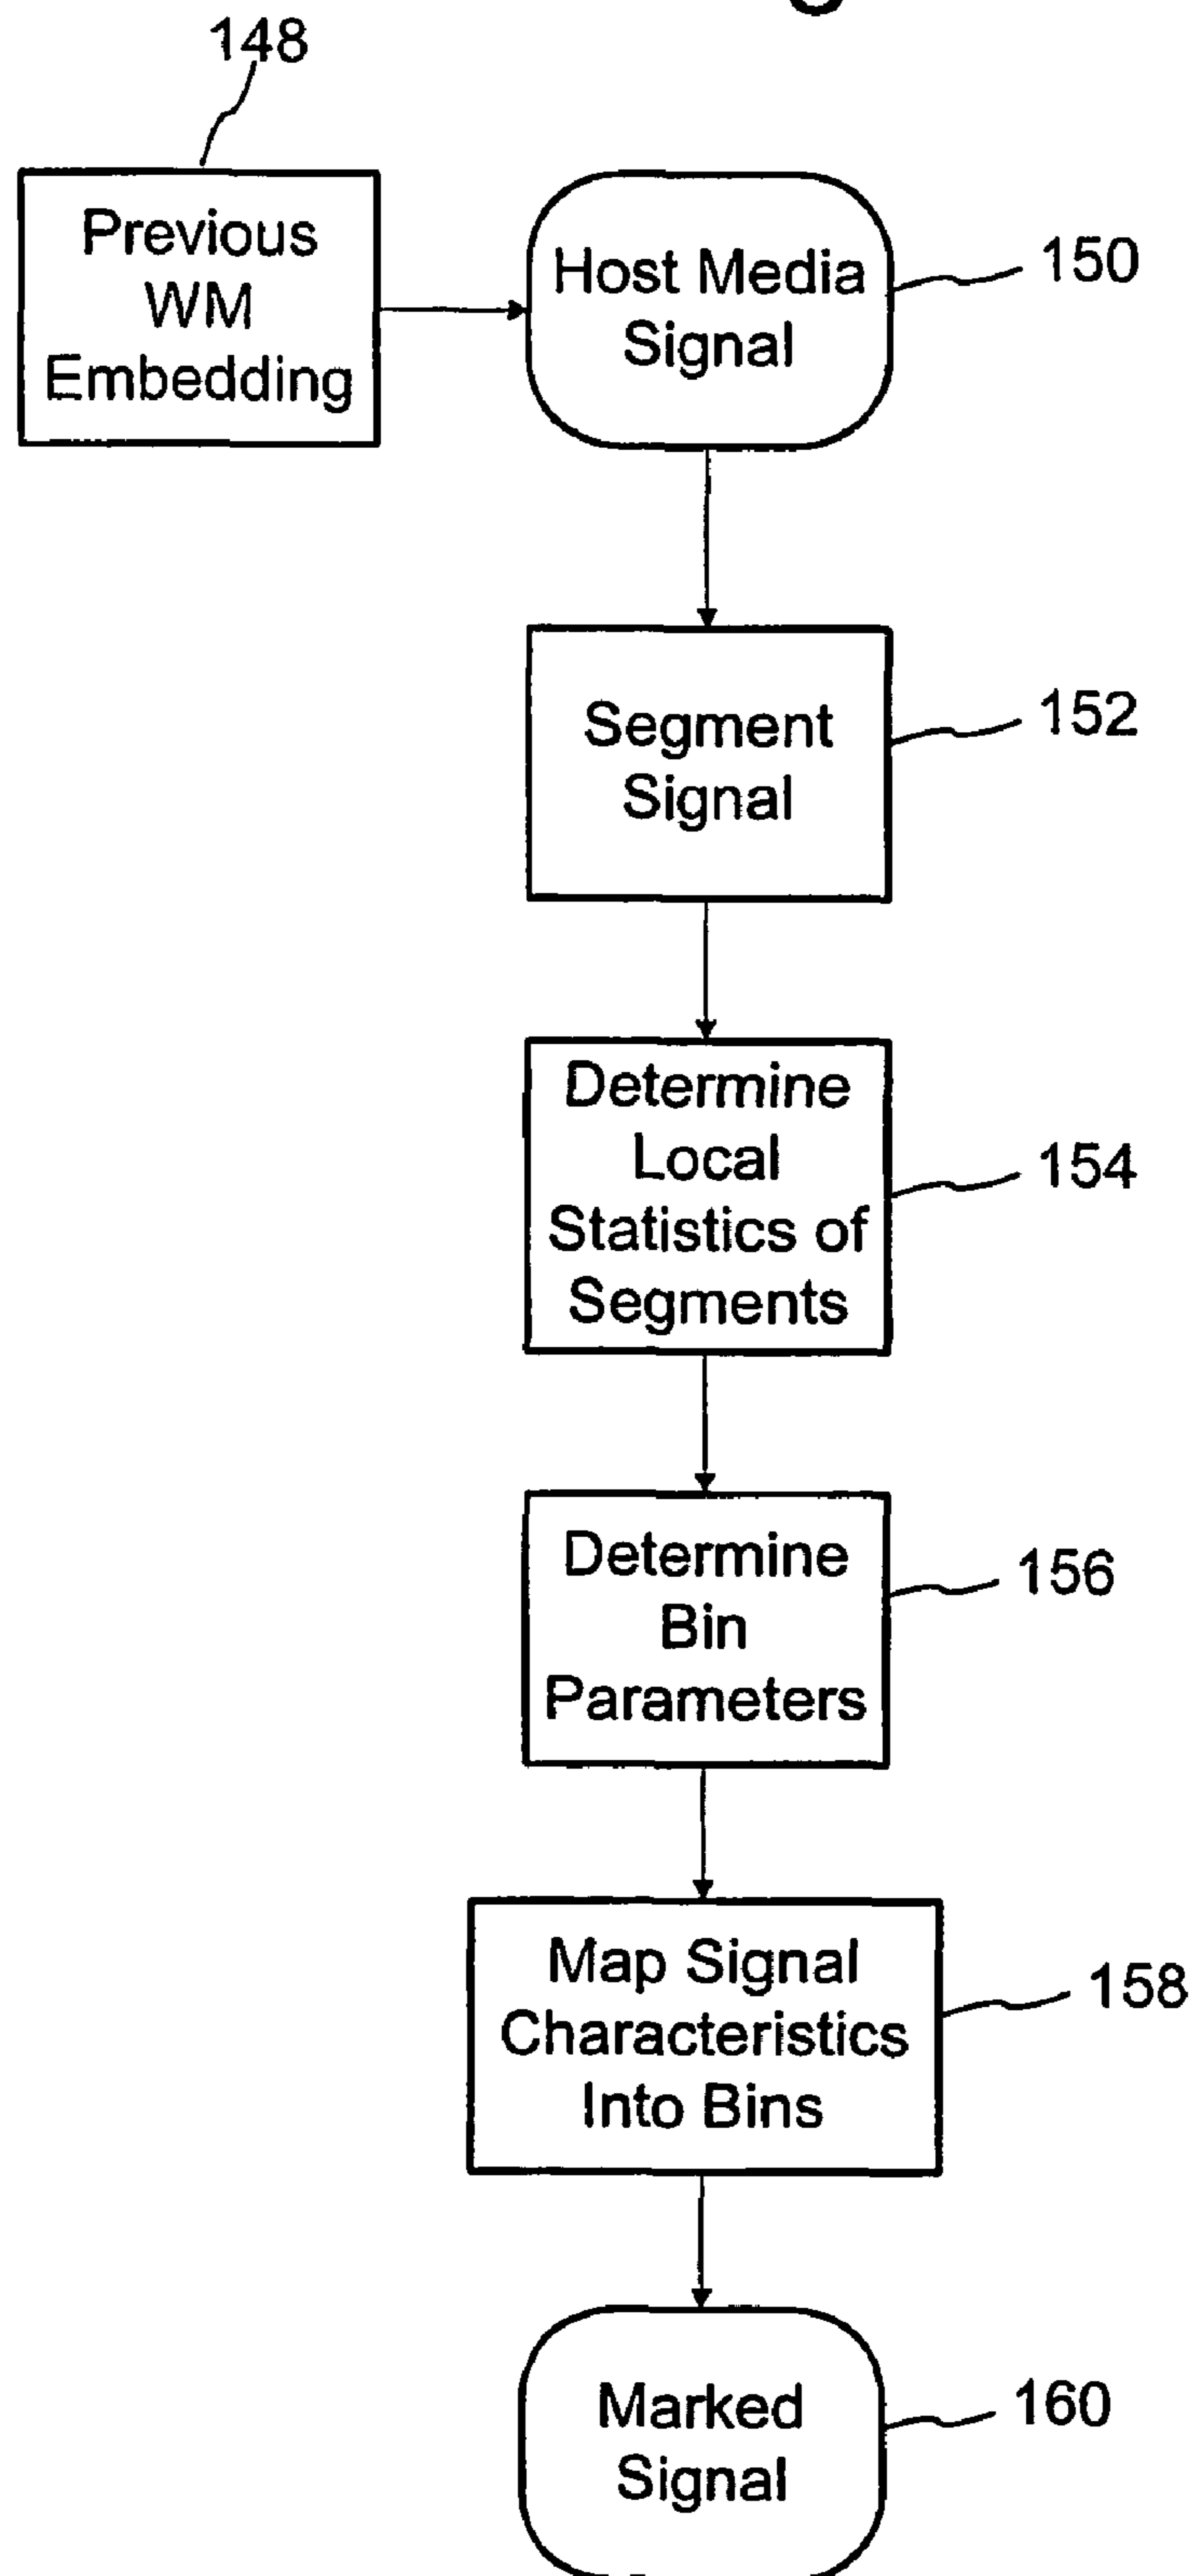 148
Previous
WM
Embedding
Host Media
Signal
150
Segment
Signal
152
Determine
Local
Statistics of
Segments
154
Determine
Bin
Parameters
156
Map Signal
Characteristics
Into Bins
158
Marked
Signal
160